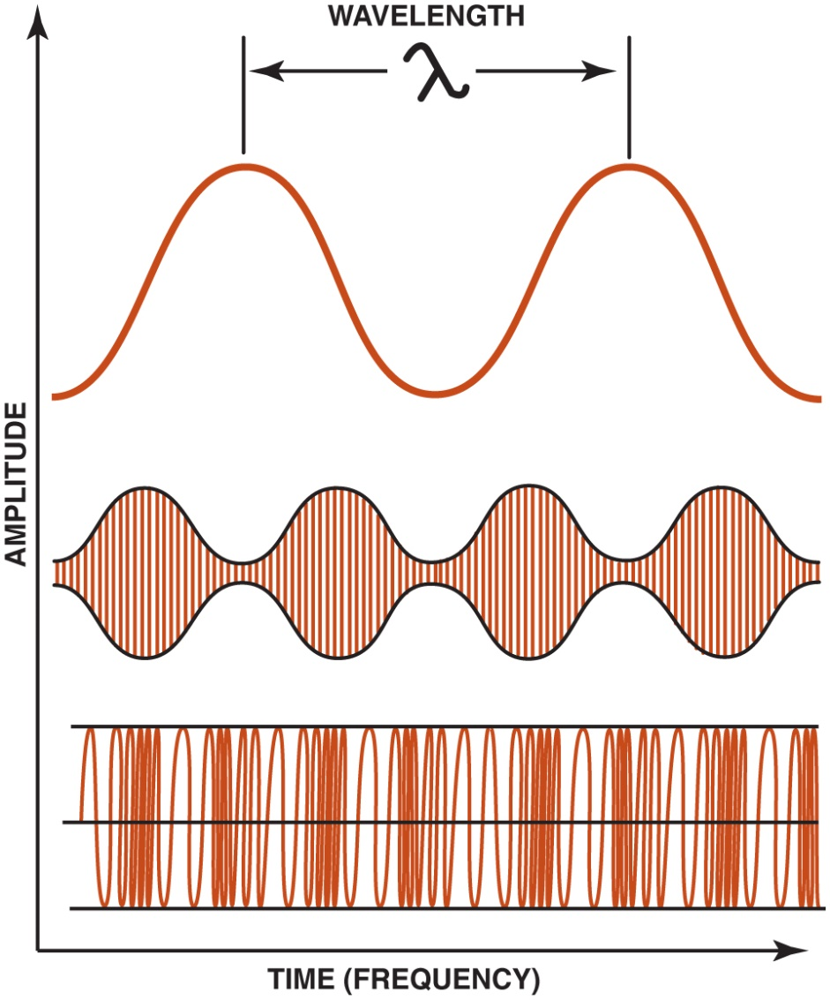 WAVELENGTH
λ
AMPLITUDE
TIME (FREQUENCY)